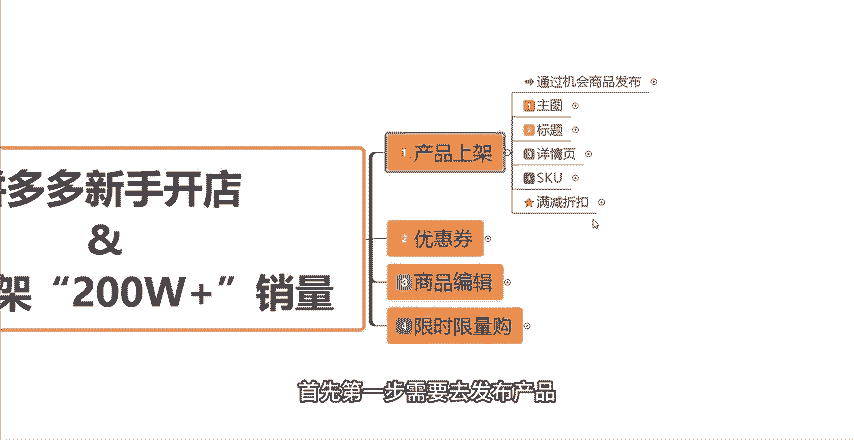 多多新手开店
&
架“200W+”销量
1.产品上架
通过机会商品发布
1 主图
2 标题
3 详情页
4 SKU
满减折扣
2 优惠券
3 商品编辑
4 限时限量购
首先第一步需要去发布产品